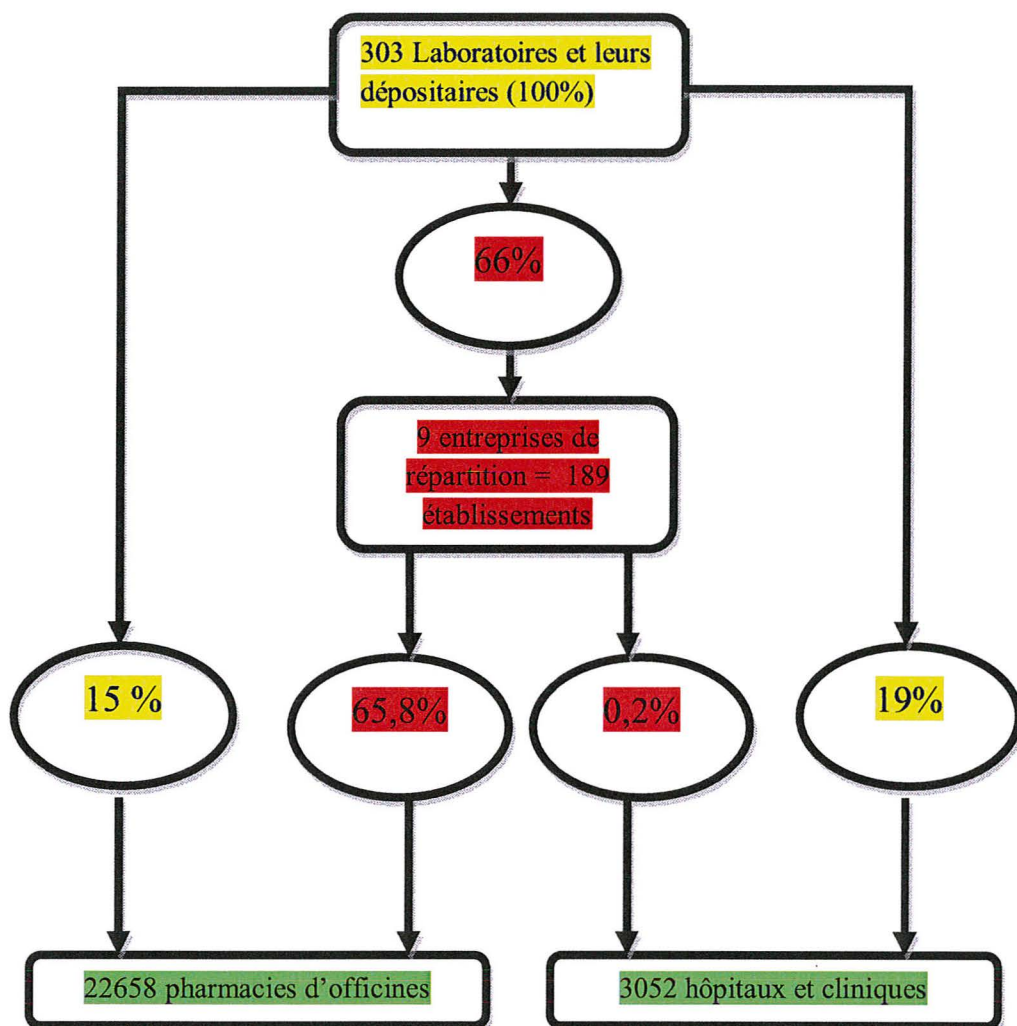 303 Laboratoires et leurs
dépositaires (100%)
66%
9 entreprises de
répartition = 189
établissements
15 %
65,8%
0,2%
19%
22658 pharmacies d’officines
3052 hôpitaux et cliniques